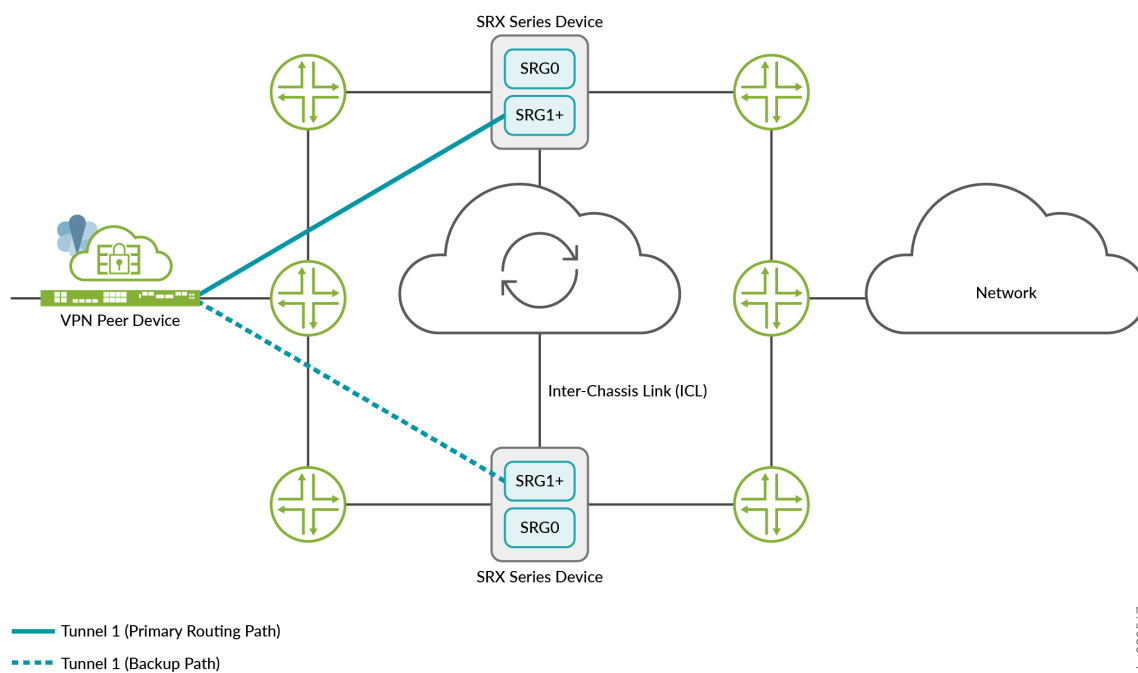 SRX Series Device
SRG0
SRG1+
VPN Peer Device
Network
Inter-Chassis Link (ICL)
SRG1+
SRG0
SRX Series Device
Tunnel 1 (Primary Routing Path)
Tunnel 1 (Backup Path)